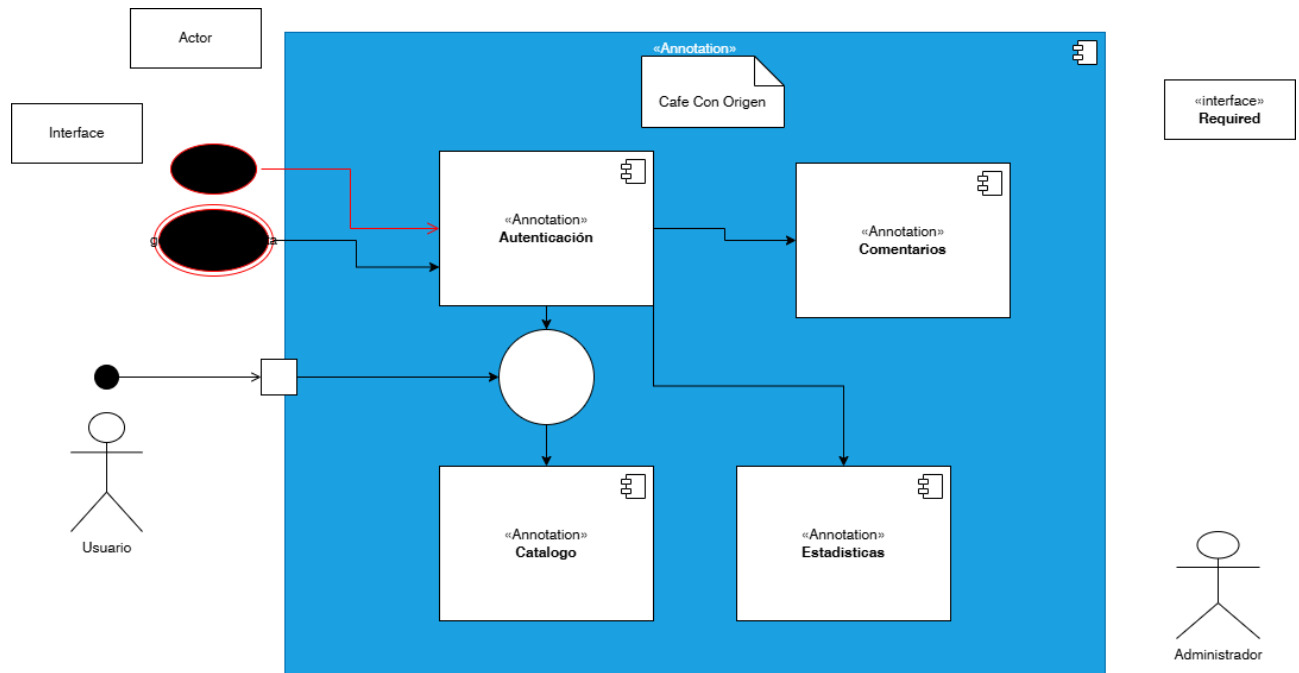 Actor
«Annotation»
Cafe Con Origen
«interface»
Required
Interface
«Annotation»
Autenticación
«Annotation»
Comentarios
Usuario
«Annotation»
Catalogo
«Annotation»
Estadisticas
Administrador